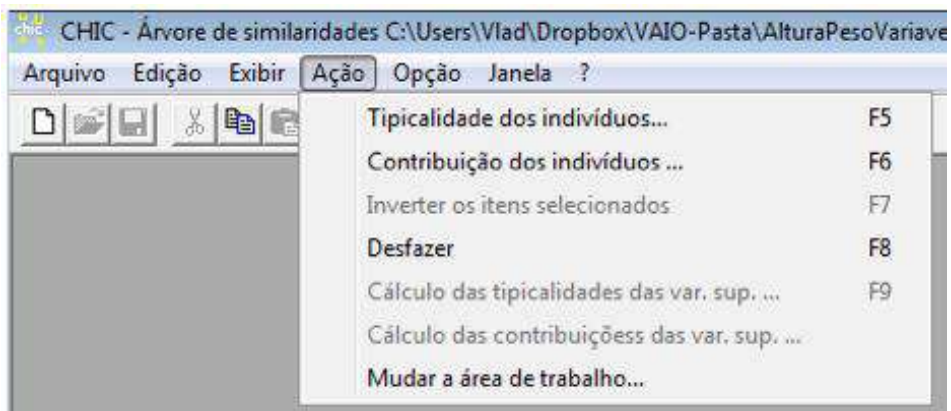 chic CHIC - Árvore de similaridades C:\Users\Vlad\Dropbox\VAIO-Pasta\AlturaPesoVariave
Arquivo Edição Exibir Ação Opção Janela ?
Tipicalidade dos indivíduos... F5
Contribuição dos indivíduos ... F6
Inverter os itens selecionados F7
Desfazer F8
Cálculo das tipicalidades das var. sup. ... F9
Cálculo das contribuiçõess das var. sup. ...
Mudar a área de trabalho...